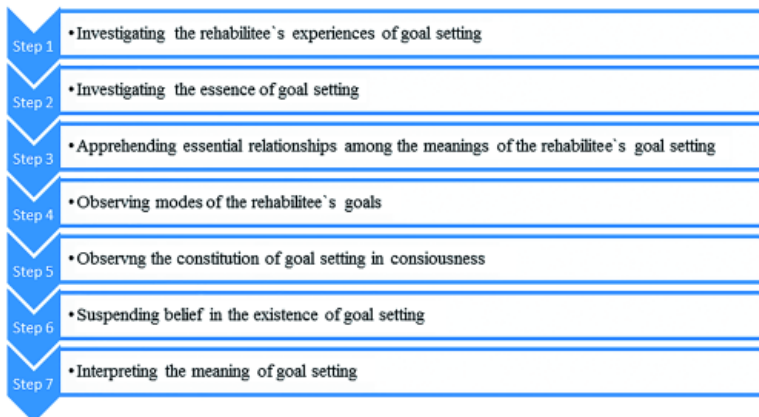 Step 1
•Investigating the rehabilitee`s experiences of goal setting
Step 2
•Investigating the essence of goal setting
Step 3
•Apprehending essential relationships among the meanings of the rehabilitee`s goal setting
Step 4
•Observing modes of the rehabilitee`s goals
Step 5
•Observng the constitution of goal setting in consiousness
Step 6
•Suspending belief in the existence of goal setting
Step 7
•Interpreting the meaning of goal setting